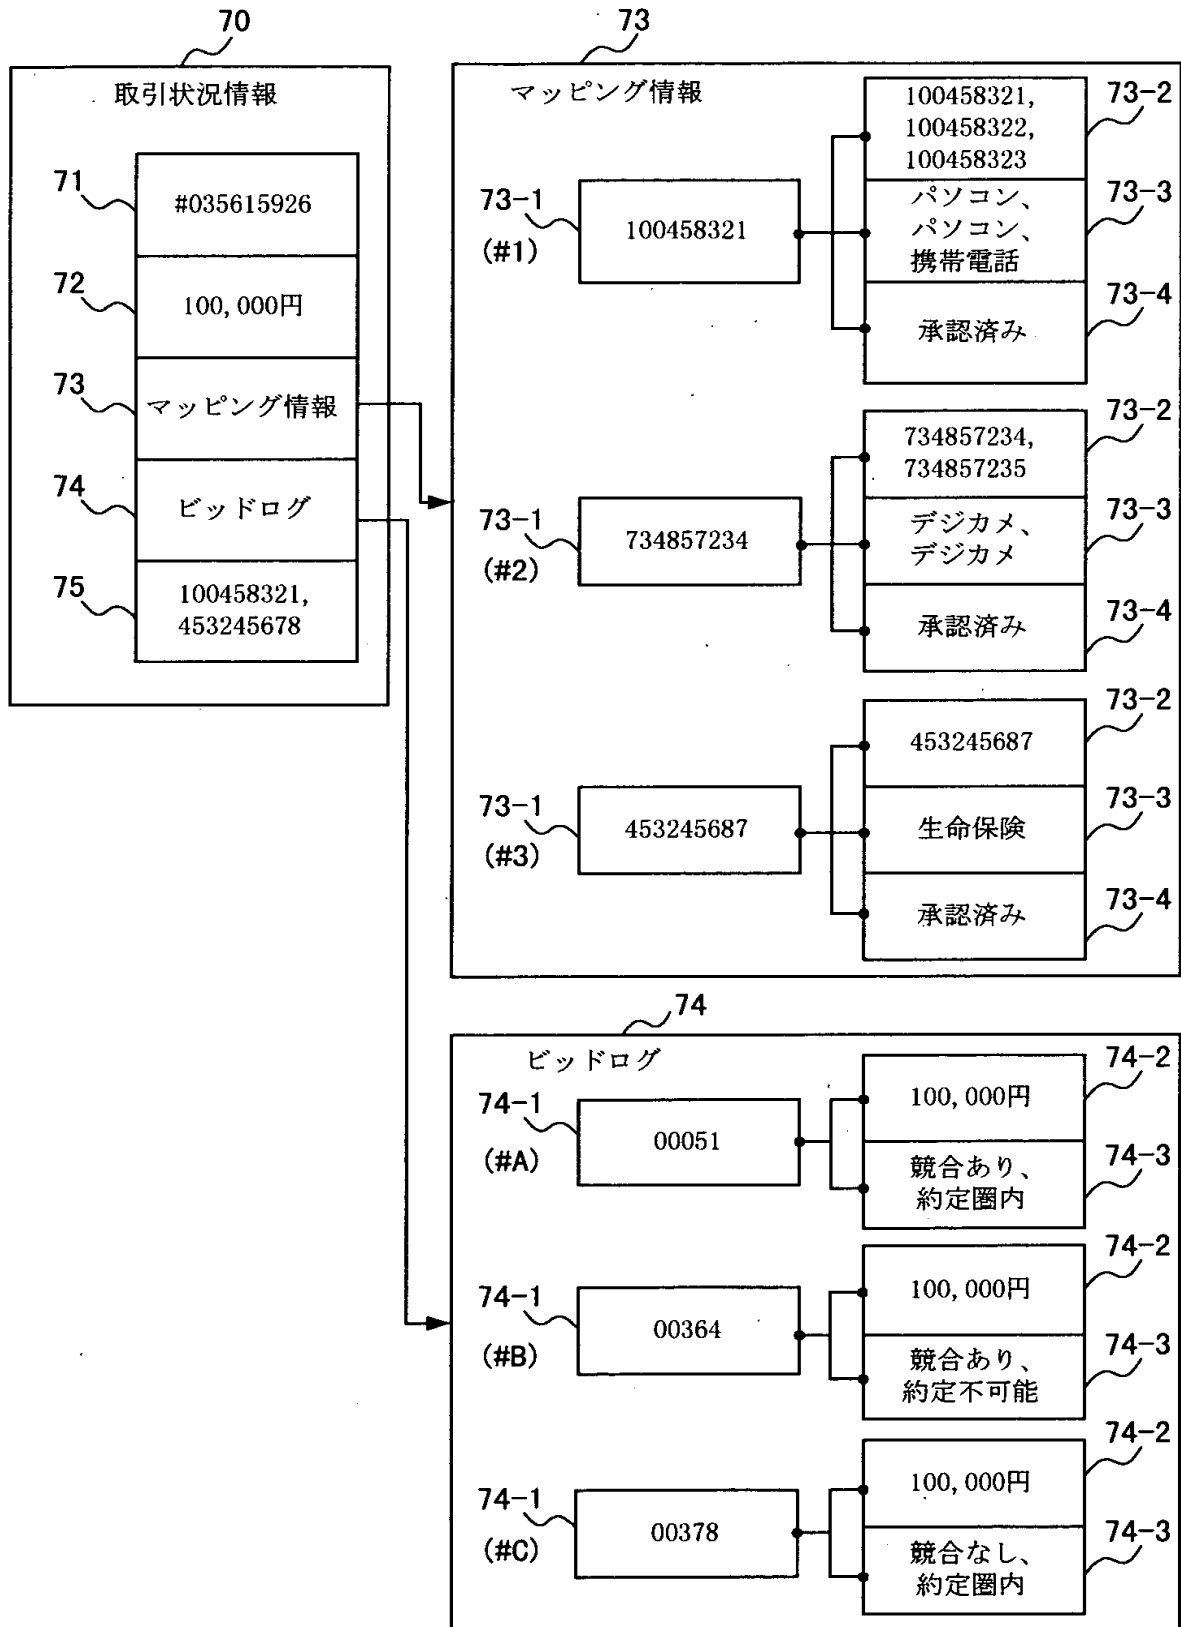 70
取引状況情報
71
#035615926
72
100,000円
73
マッピング情報
74
ビッドログ
75
100458321,
453245678
73
マッピング情報
73-1
(#1)
100458321
73-2
100458321,
100458322,
100458323
73-3
パソコン、
パソコン、
携帯電話
73-4
承認済み
73-1
(#2)
734857234
73-2
734857234,
734857235
73-3
デジカメ、
デジカメ
73-4
承認済み
73-1
(#3)
453245687
73-2
453245687
73-3
生命保険
73-4
承認済み
74
ビッドログ
74-1
(#A)
00051
74-2
100,000円
74-3
競合あり、
約定圏内
74-1
(#B)
00364
74-2
100,000円
74-3
競合あり、
約定不可能
74-1
(#C)
00378
74-2
100,000円
74-3
競合なし、
約定圏内